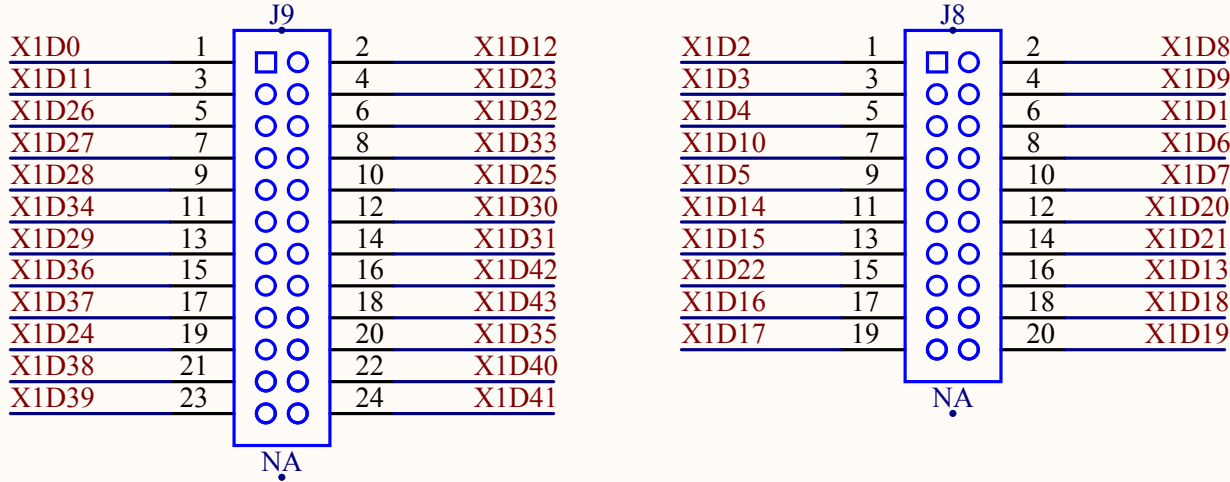 J9
X1D0 1 2 X1D12
X1D11 3 4 X1D23
X1D26 5 6 X1D32
X1D27 7 8 X1D33
X1D28 9 10 X1D25
X1D34 11 12 X1D30
X1D29 13 14 X1D31
X1D36 15 16 X1D42
X1D37 17 18 X1D43
X1D24 19 20 X1D35
X1D38 21 22 X1D40
X1D39 23 24 X1D41
NA
J8
X1D2 1 2 X1D8
X1D3 3 4 X1D9
X1D4 5 6 X1D1
X1D10 7 8 X1D6
X1D5 9 10 X1D7
X1D14 11 12 X1D20
X1D15 13 14 X1D21
X1D22 15 16 X1D13
X1D16 17 18 X1D18
X1D17 19 20 X1D19
NA